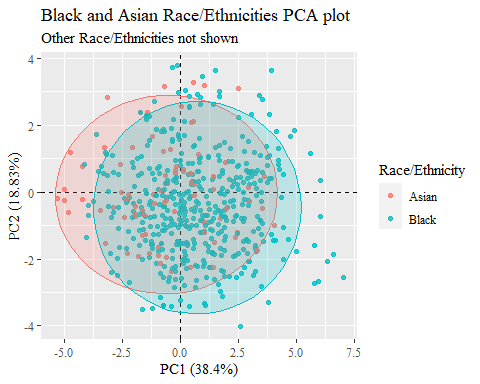 Black and Asian Race/Ethnicities PCA plot
Other Race/Ethnicities not shown
4
2
0
-2
-4
PC2 (18.83%)
-5.0 -2.5 0.0 2.5 5.0 7.5
PC1 (38.4%)
Race/Ethnicity
Asian
Black